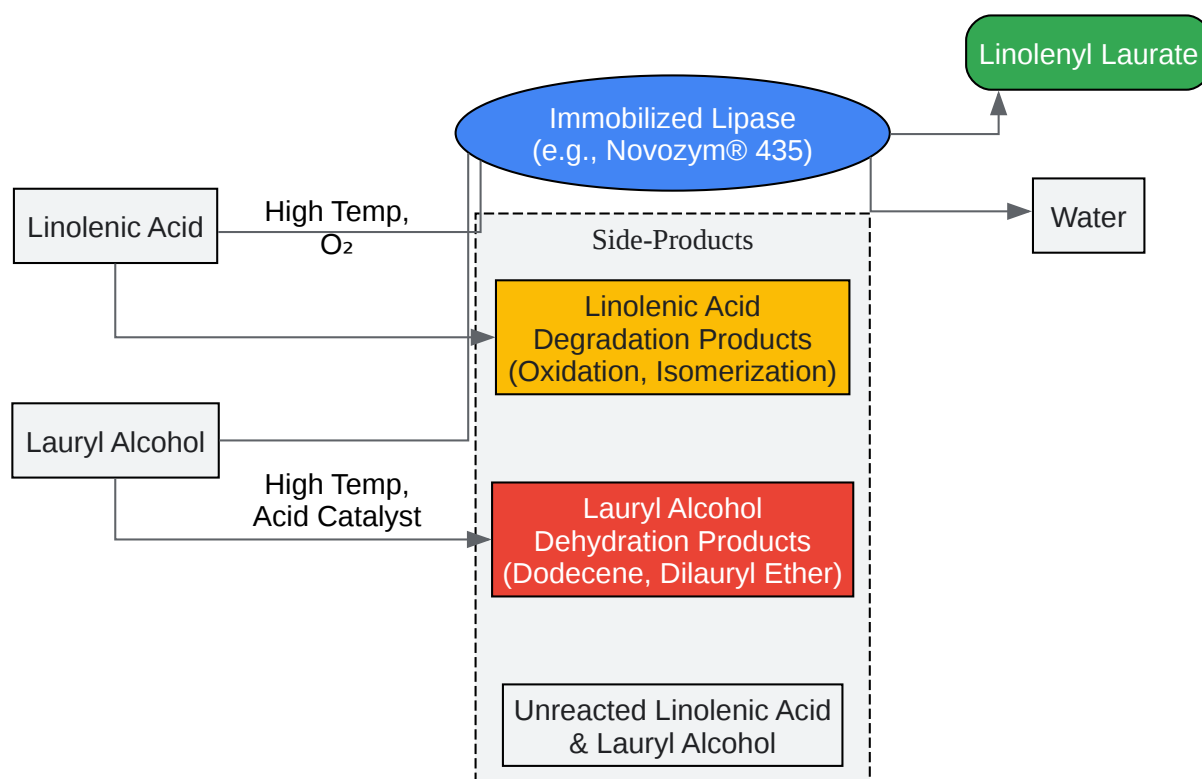 Linolenyl Laurate
Immobilized Lipase
(e.g., Novozym® 435)
Linolenic Acid
High Temp,
O₂
Water
Side-Products
Linolenic Acid
Degradation Products
(Oxidation, Isomerization)
Lauryl Alcohol
High Temp,
Acid Catalyst
Lauryl Alcohol
Dehydration Products
(Dodecene, Dilauryl Ether)
Unreacted Linolenic Acid
& Lauryl Alcohol